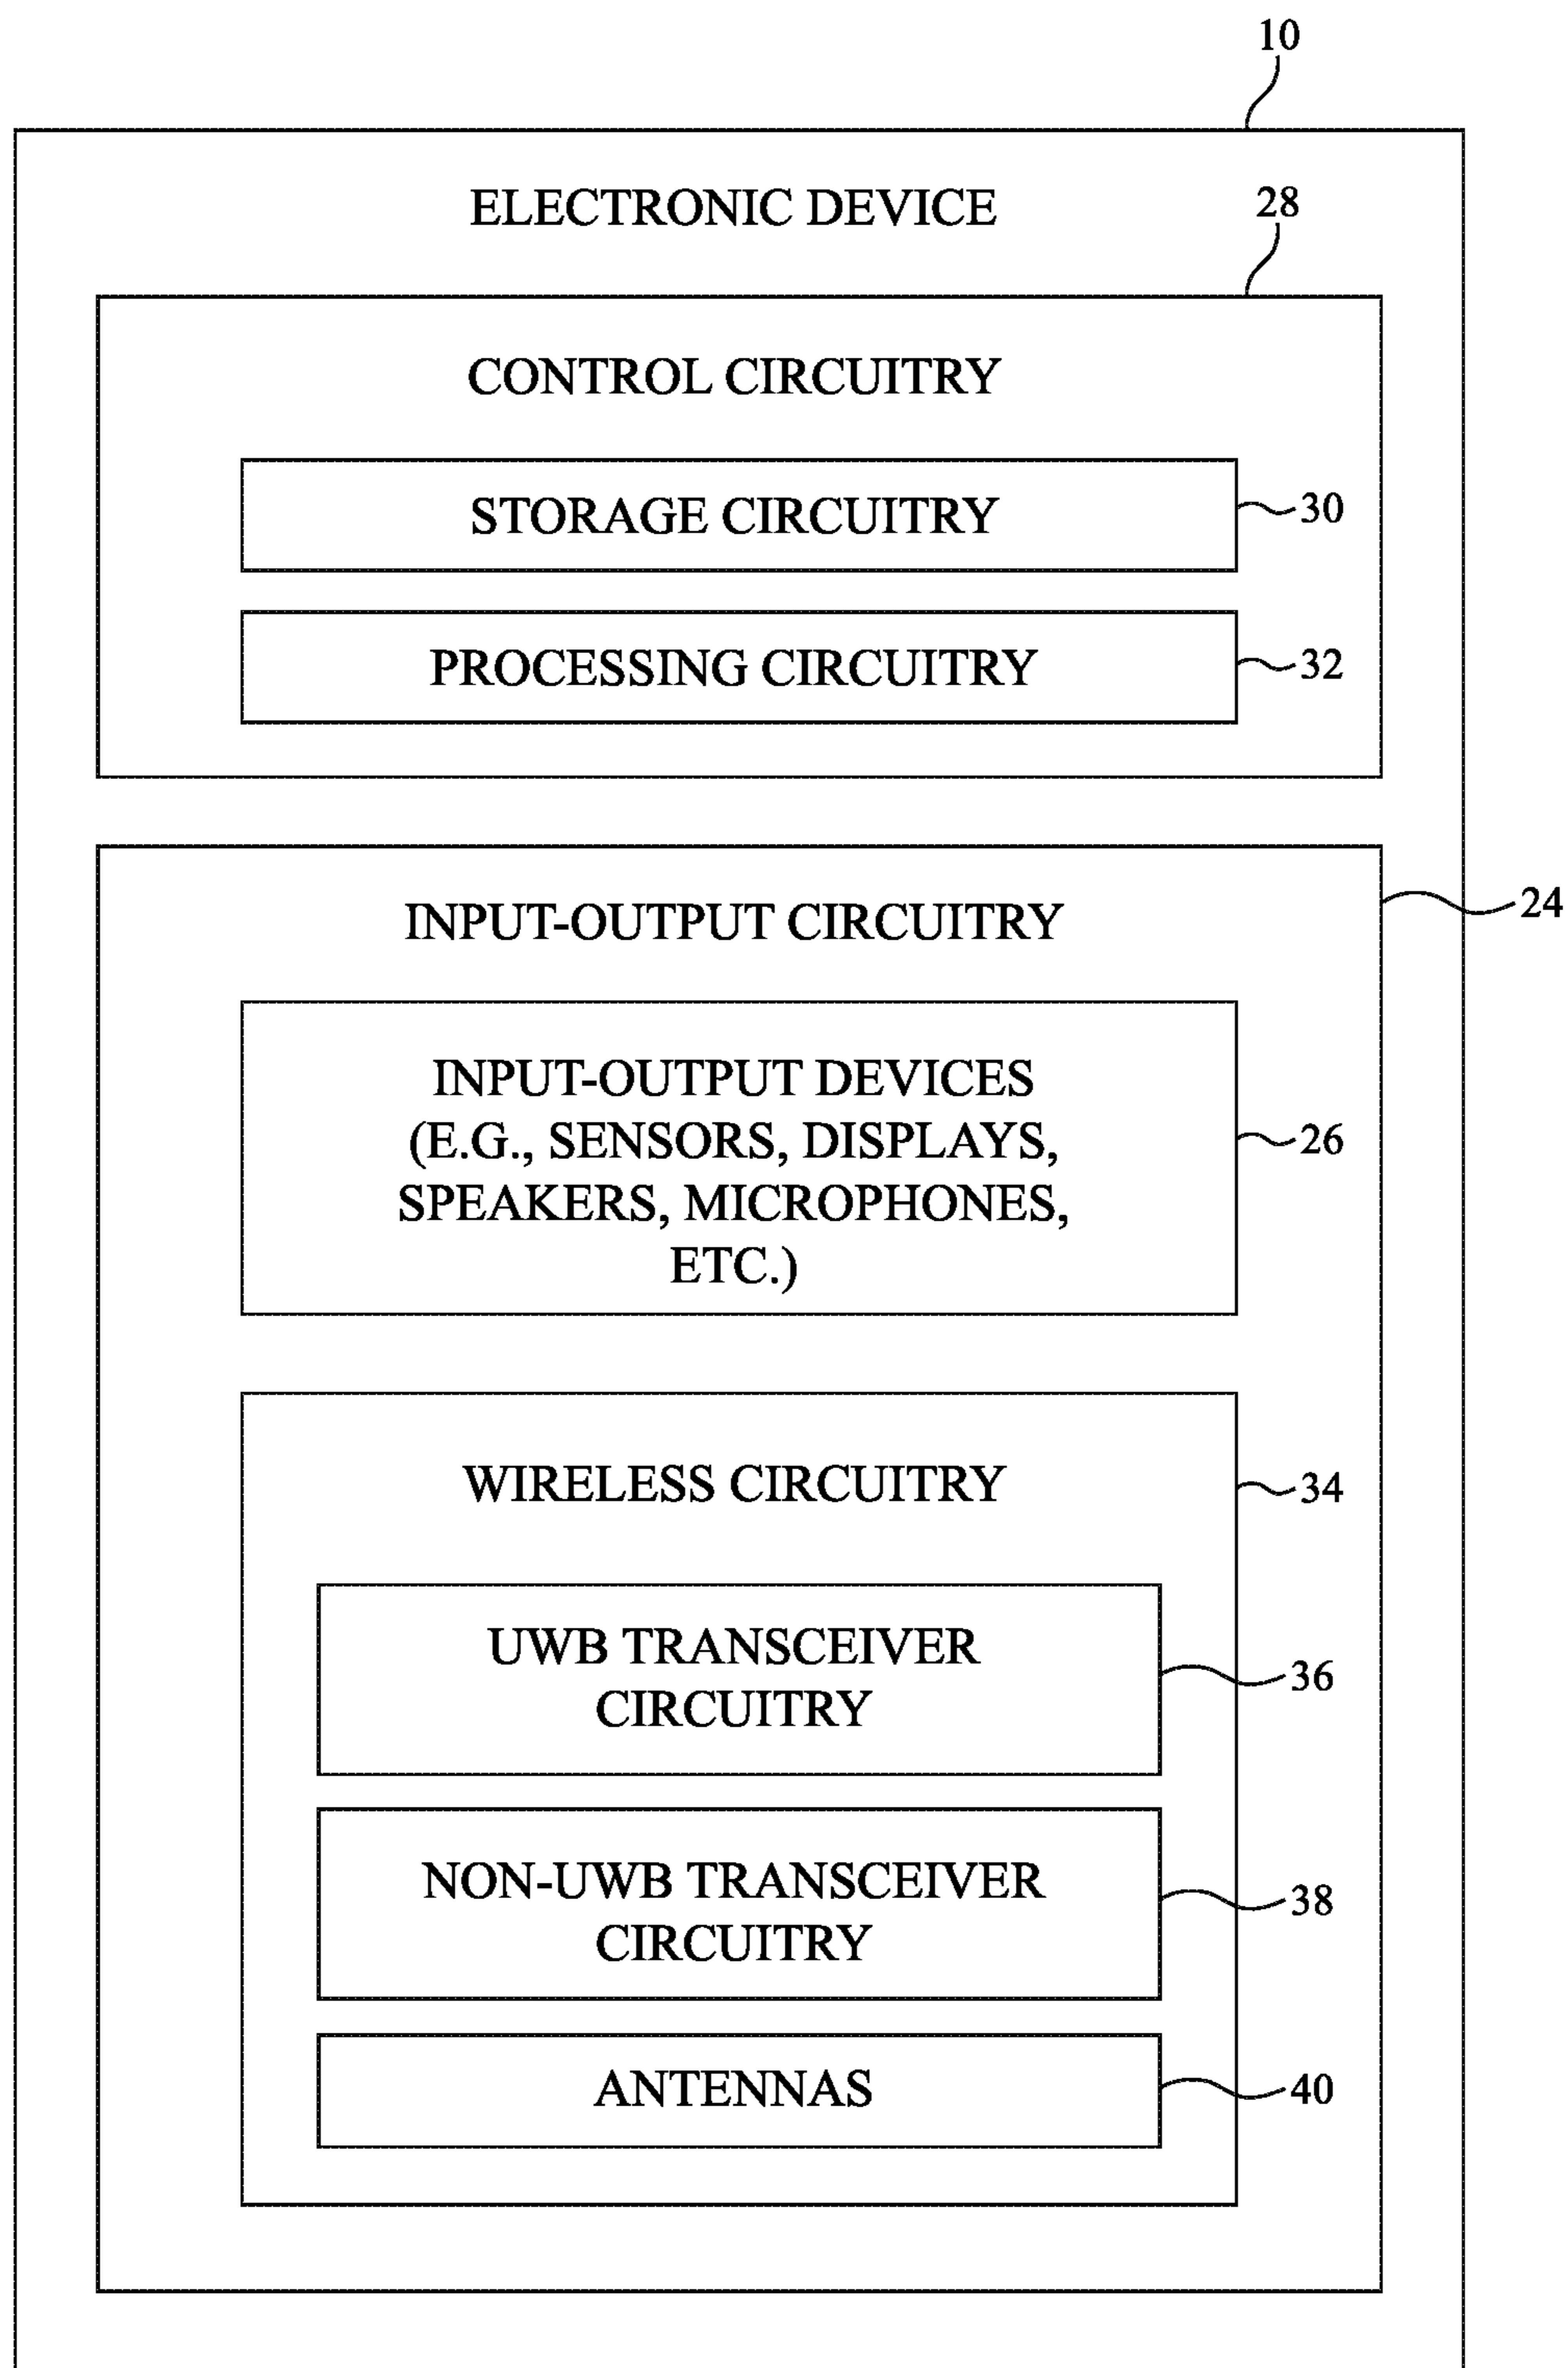 10
ELECTRONIC DEVICE
28
CONTROL CIRCUITRY
STORAGE CIRCUITRY
30
PROCESSING CIRCUITRY
32
INPUT-OUTPUT CIRCUITRY
24
INPUT-OUTPUT DEVICES
(E.G., SENSORS, DISPLAYS,
26
SPEAKERS, MICROPHONES,
ETC.)
WIRELESS CIRCUITRY
34
UWB TRANSCEIVER
CIRCUITRY
36
NON-UWB TRANSCEIVER
CIRCUITRY
38
ANTENNAS
40